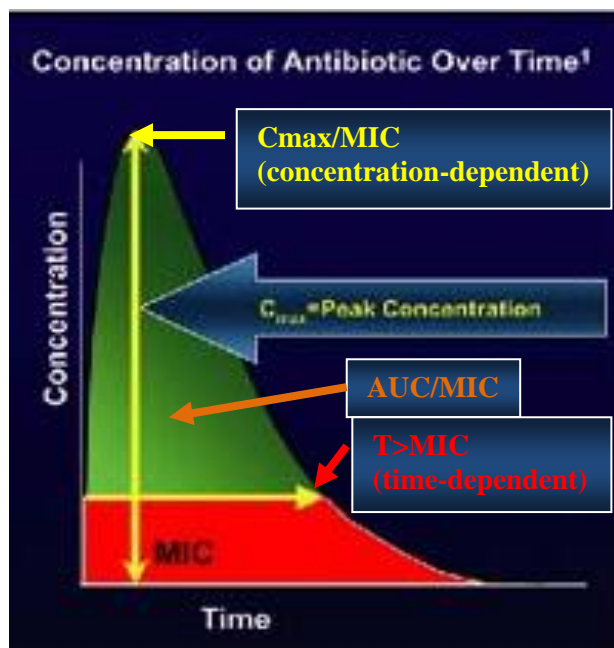 Concentration of Antibiotic Over Time¹
Cmax/MIC
(concentration-dependent)
Concentration
Cmax=Peak Concentration
AUC/MIC
T>MIC
(time-dependent)
MIC
Time